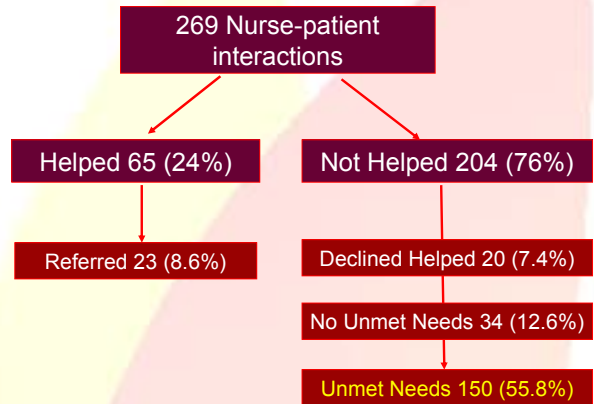 269 Nurse-patient
interactions
Helped 65 (24%)
Not Helped 204 (76%)
Referred 23 (8.6%)
Declined Helped 20 (7.4%)
No Unmet Needs 34 (12.6%)
Unmet Needs 150 (55.8%)